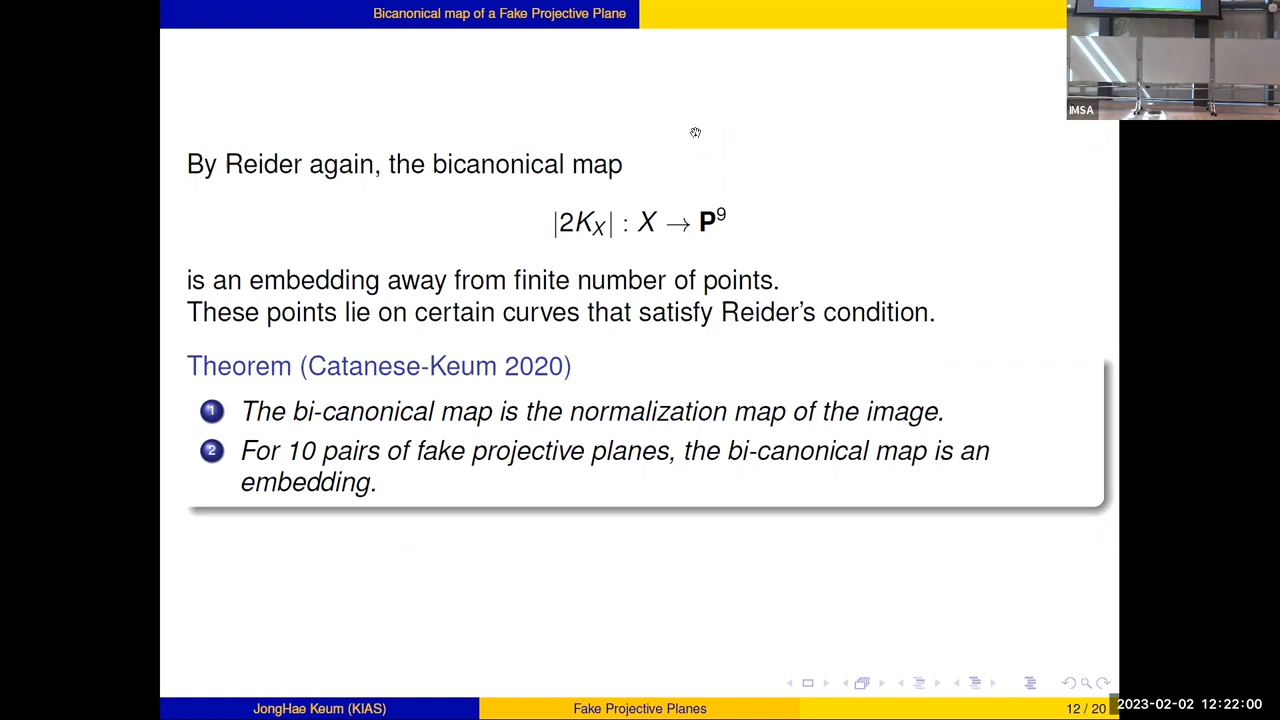 Bicanonical map of a Fake Projective Plane
IMSA
By Reider again, the bicanonical map
|2K_X| : X → P^9
is an embedding away from finite number of points.
These points lie on certain curves that satisfy Reider's condition.
Theorem (Catanese-Keum 2020)
1 The bi-canonical map is the normalization map of the image.
2 For 10 pairs of fake projective planes, the bi-canonical map is an
embedding.
JongHae Keum (KIAS)
Fake Projective Planes
12 / 20
2023-02-02 12:22:00